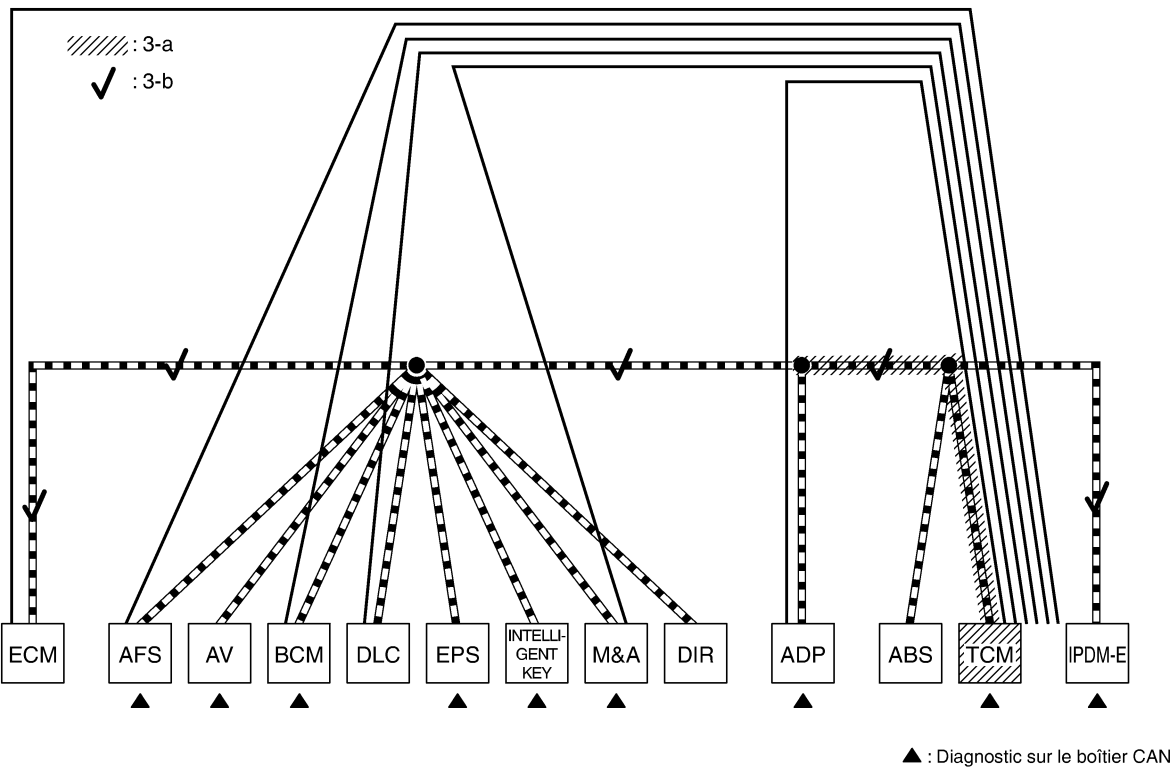 : 3-a
: 3-b
ECM
AFS
AV
BCM
DLC
EPS
INTELLI-
GENT
KEY
M&A
DIR
ADP
ABS
TCM
IPDM-E
: Diagnostic sur le boîtier CAN